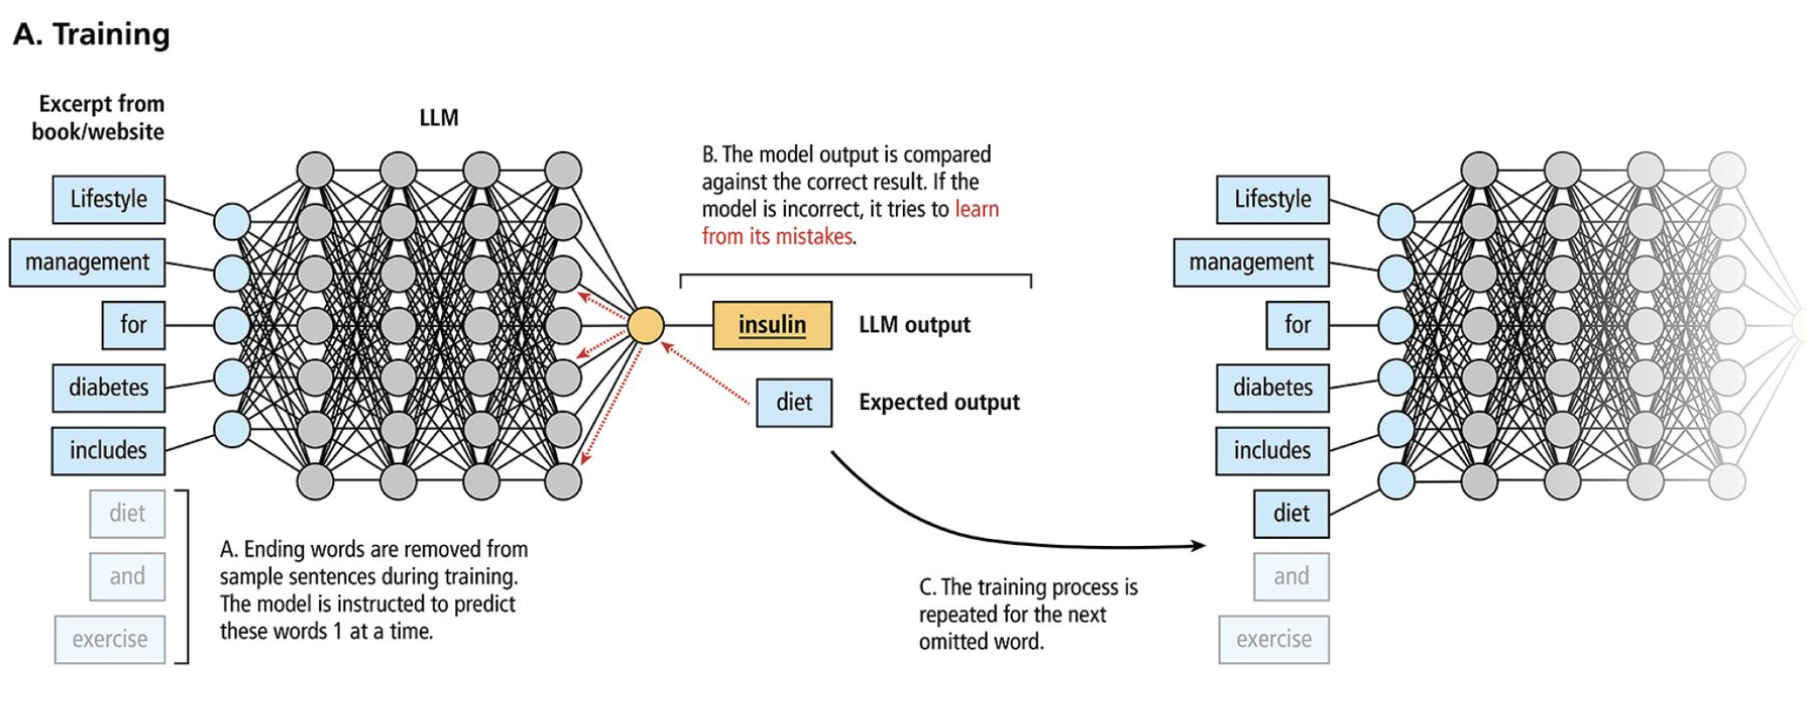 A. Training
Excerpt from
book/website
LLM
Lifestyle
management
for
diabetes
includes
diet
and
exercise
A. Ending words are removed from
sample sentences during training.
The model is instructed to predict
these words 1 at a time.
B. The model output is compared
against the correct result. If the
model is incorrect, it tries to learn
from its mistakes.
insulin
LLM output
diet
Expected output
C. The training process is
repeated for the next
omitted word.
Lifestyle
management
for
diabetes
includes
diet
and
exercise